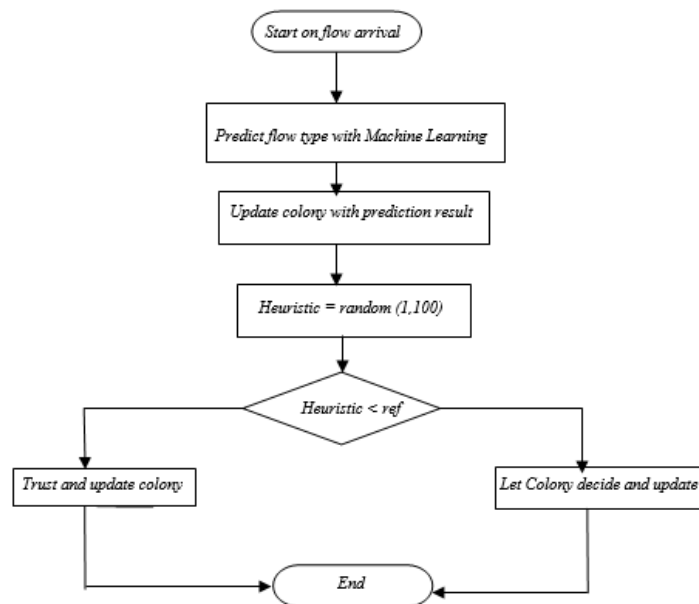 Start on flow arrival
Predict flow type with Machine Learning
Update colony with prediction result
Heuristic = random (1,100)
Heuristic < ref
Trust and update colony
Let Colony decide and update
End